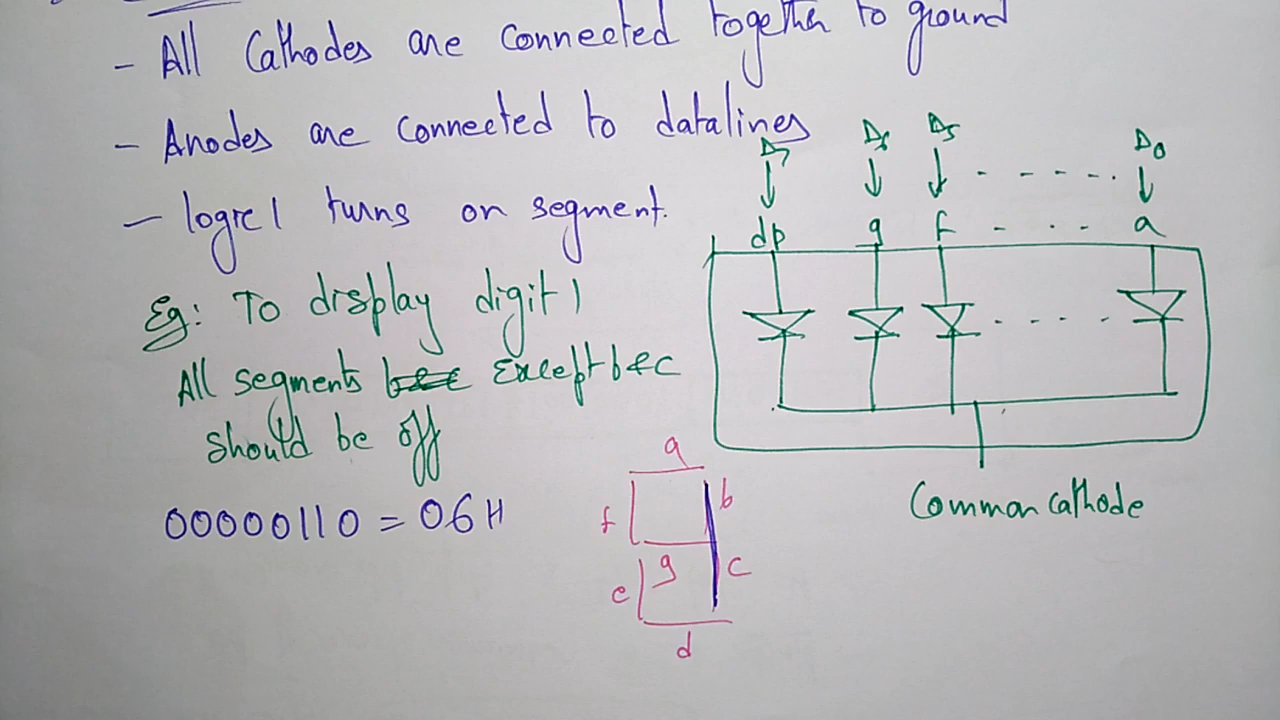 - All Cathodes are connected together to ground
- Anodes are connected to datalines
- logic 1 turns on segment.
D7 D6 D5 - - - - - . D0
dp g f - . . - a
Eg: To display digit 1
All segments except b & c
should be off
00000110 = 06H
Common cathode
a
f b
g
e c
d